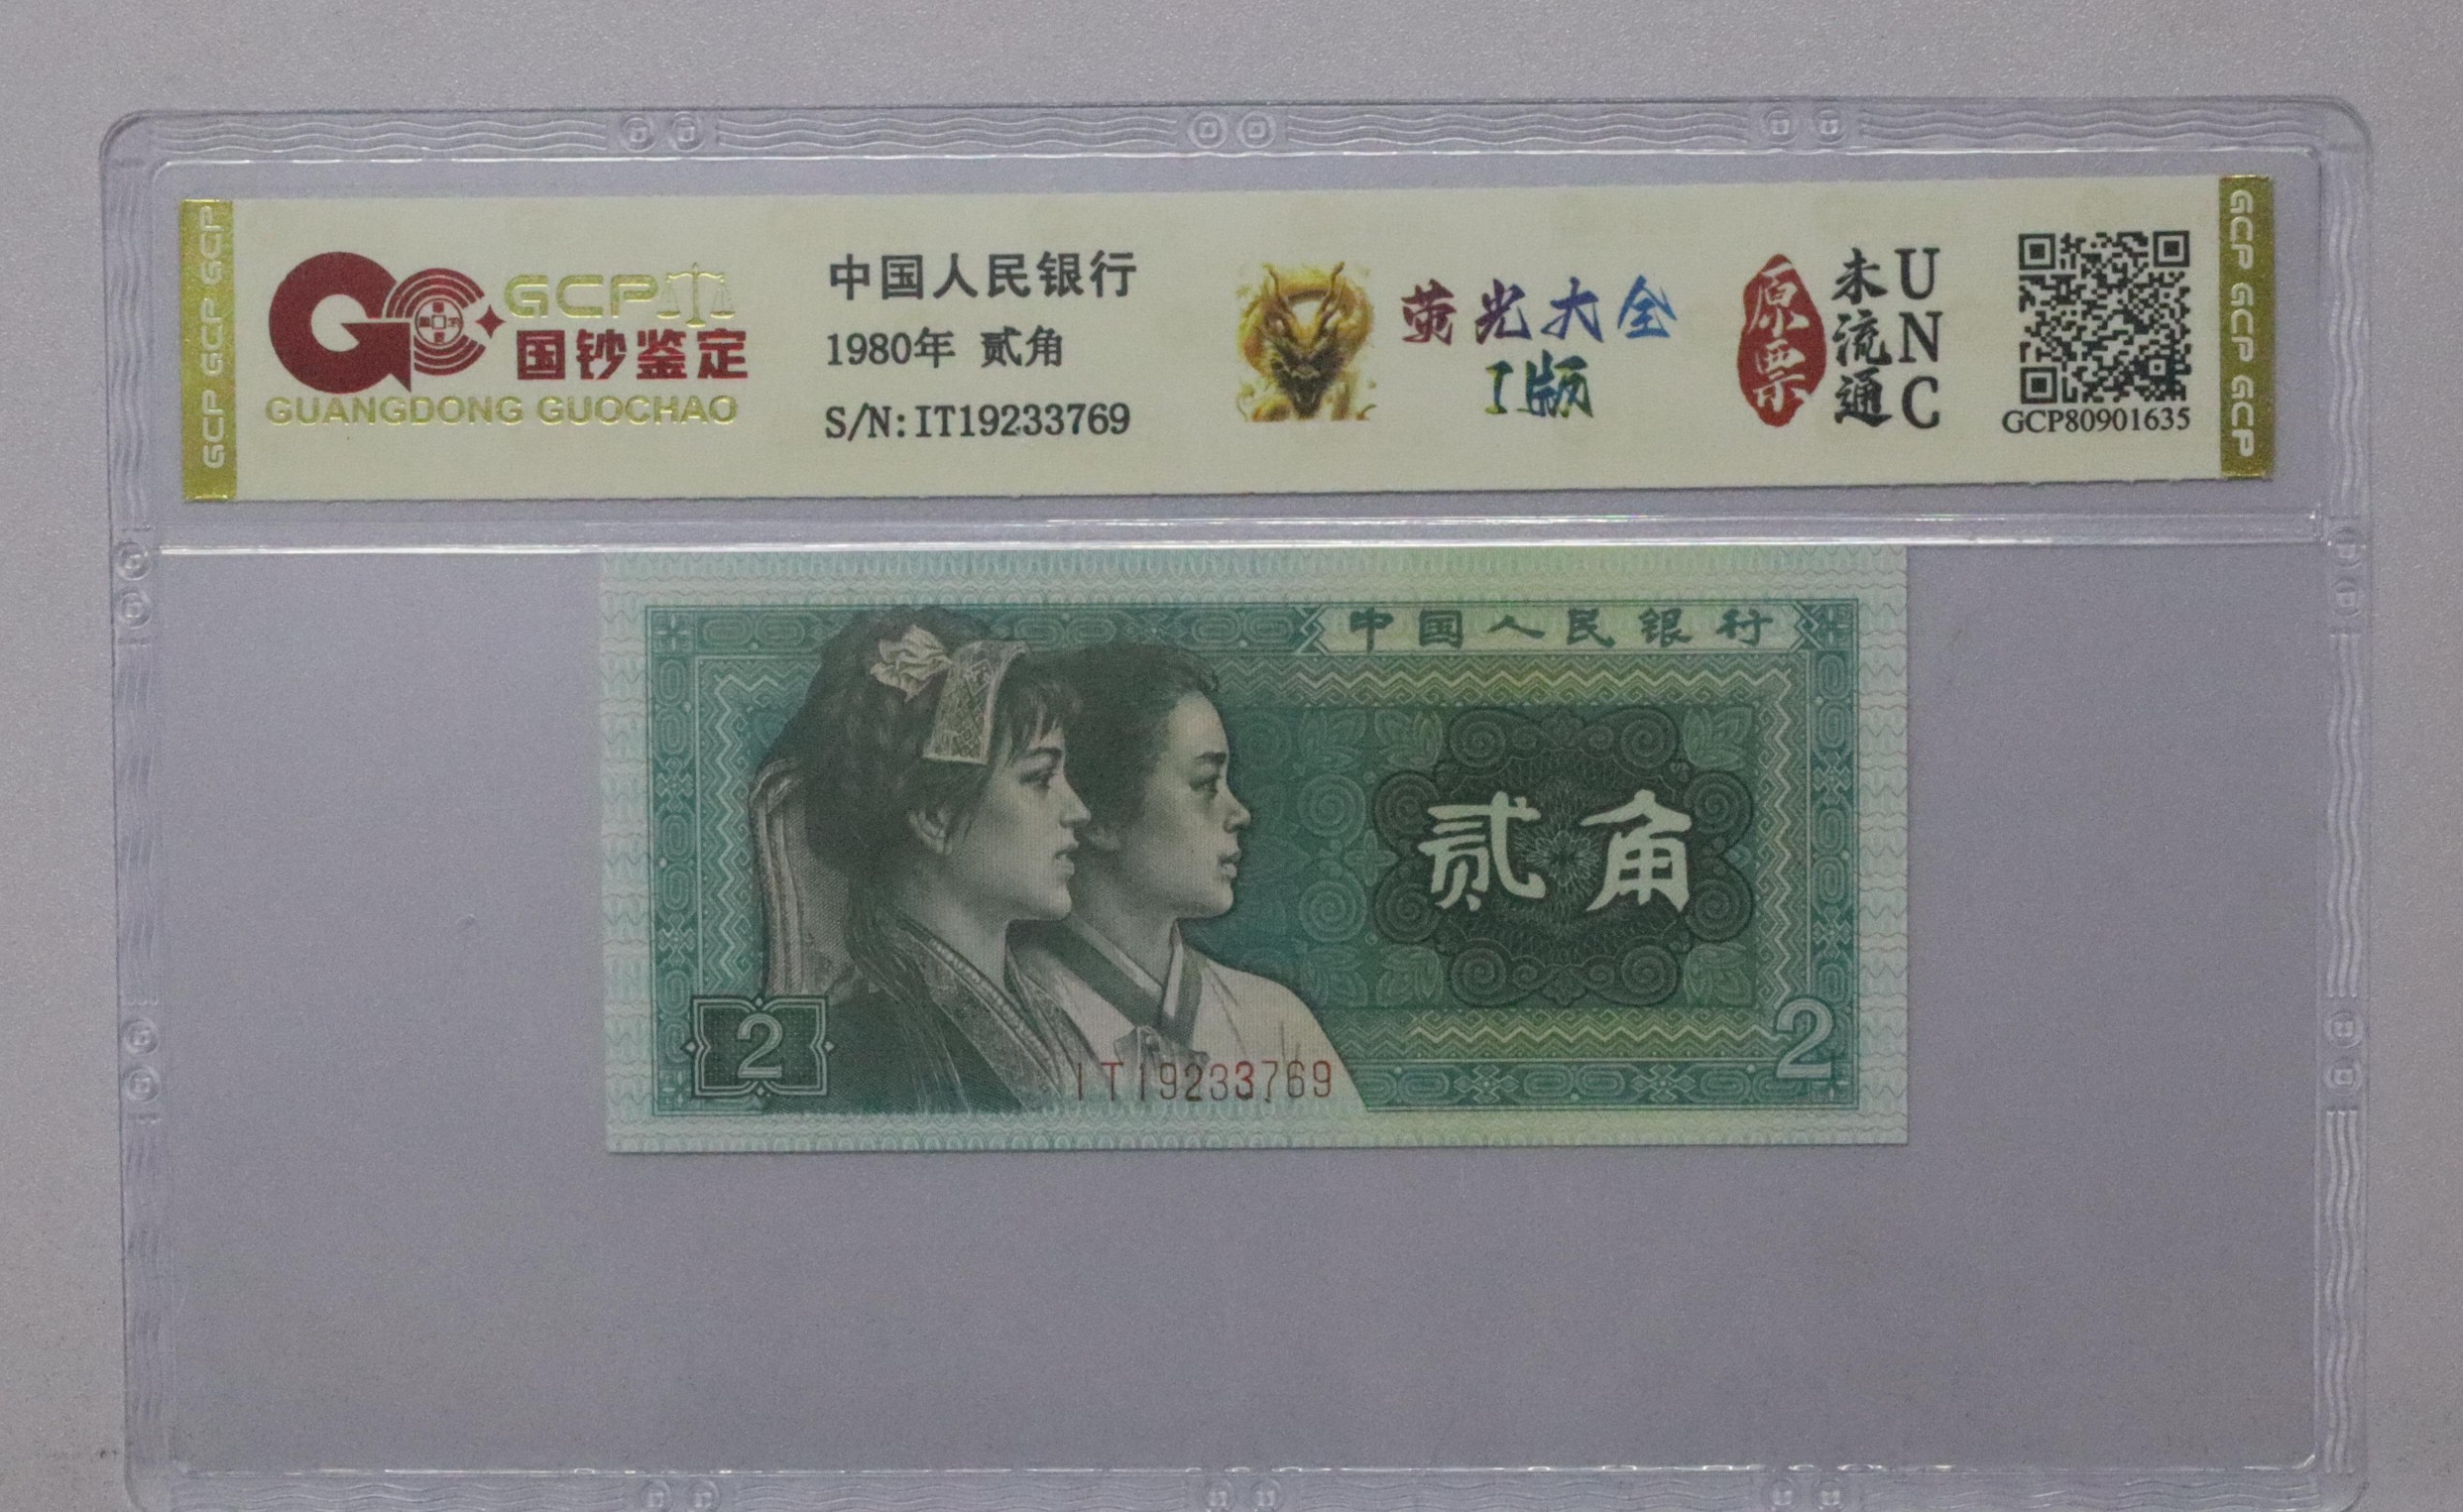 GCP GCP GCP
GCP
国钞鉴定
GUANGDONG GUOCHAO
中国人民银行
1980年 贰角
S/N:IT19233769
荧光大全
I版
原票
未流通
UNC
GCP80901635
GCP GCP GCP
中国人民银行
贰角
2
2
IT19233769